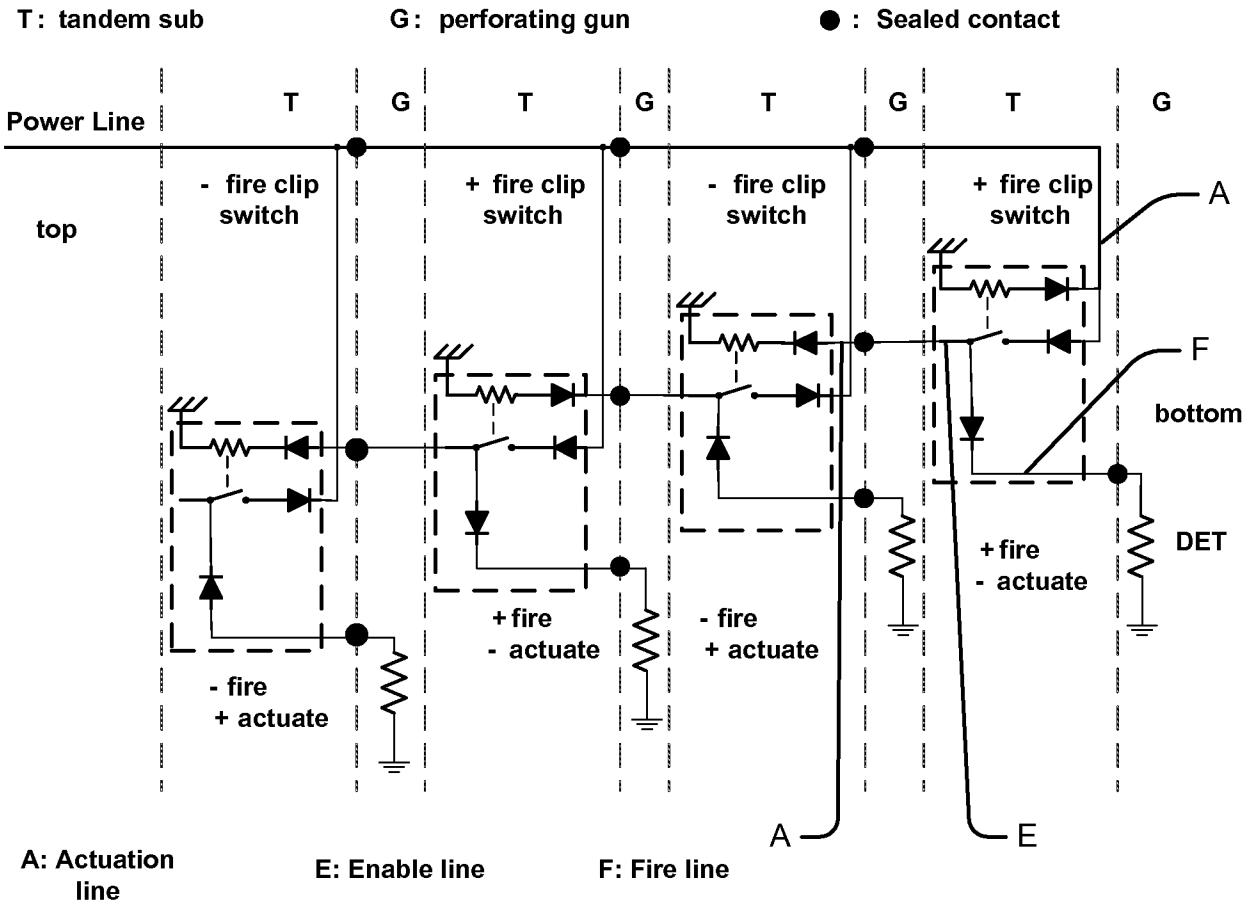 T: tandem sub
G: perforating gun
: Sealed contact
T
G
T
G
T
G
T
G
Power Line
- fire clip
switch
+ fire clip
switch
- fire clip
switch
+ fire clip
switch
A
top
F
bottom
DET
+ fire
- actuate
+ fire
- actuate
- fire
+ actuate
- fire
+ actuate
A
E
A: Actuation
line
E: Enable line
F: Fire line